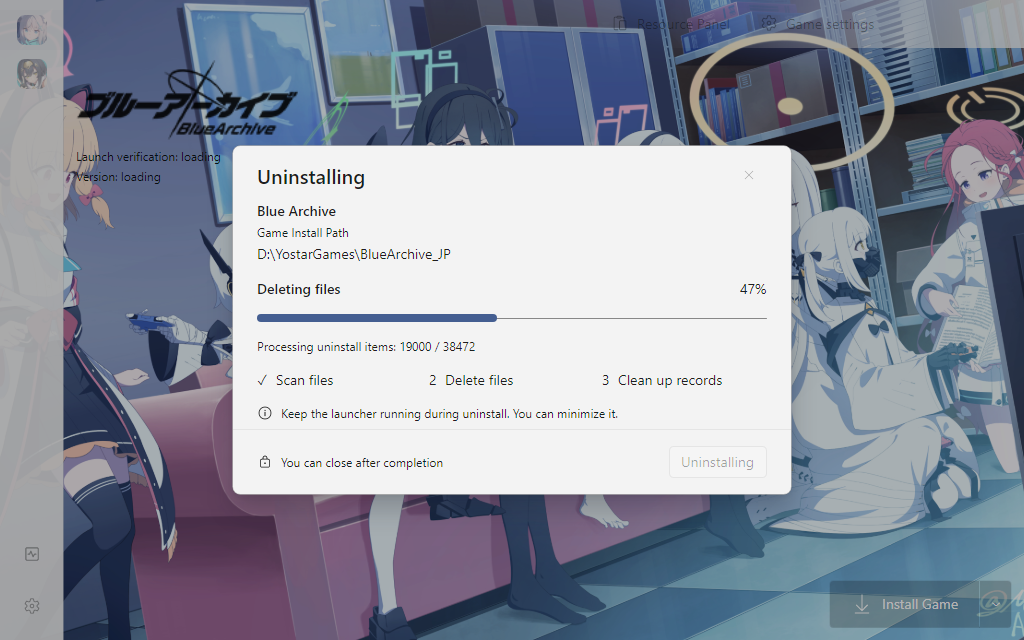 Resource Panel
Game settings
ブルーアーカイブ
BlueArchive
Launch verification: loading
Version: loading
Uninstalling
Blue Archive
Game Install Path
D:\YostarGames\BlueArchive_JP
Deleting files
47%
Processing uninstall items: 19000 / 38472
✓ Scan files
2 Delete files
3 Clean up records
Keep the launcher running during uninstall. You can minimize it.
You can close after completion
Uninstalling
Install Game